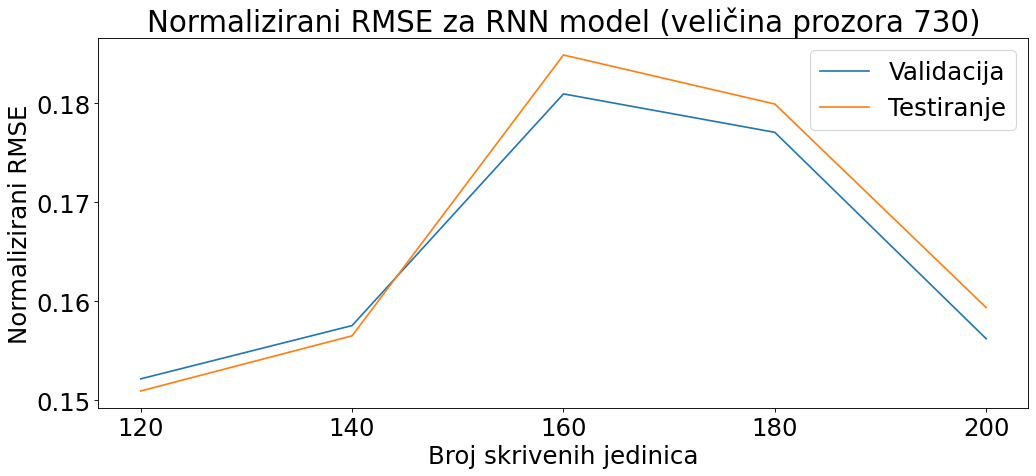 Normalizirani RMSE za RNN model (veličina prozora 730)
Validacija
Testiranje
Normalizirani RMSE
0.18
0.17
0.16
0.15
120 140 160 180 200
Broj skrivenih jedinica